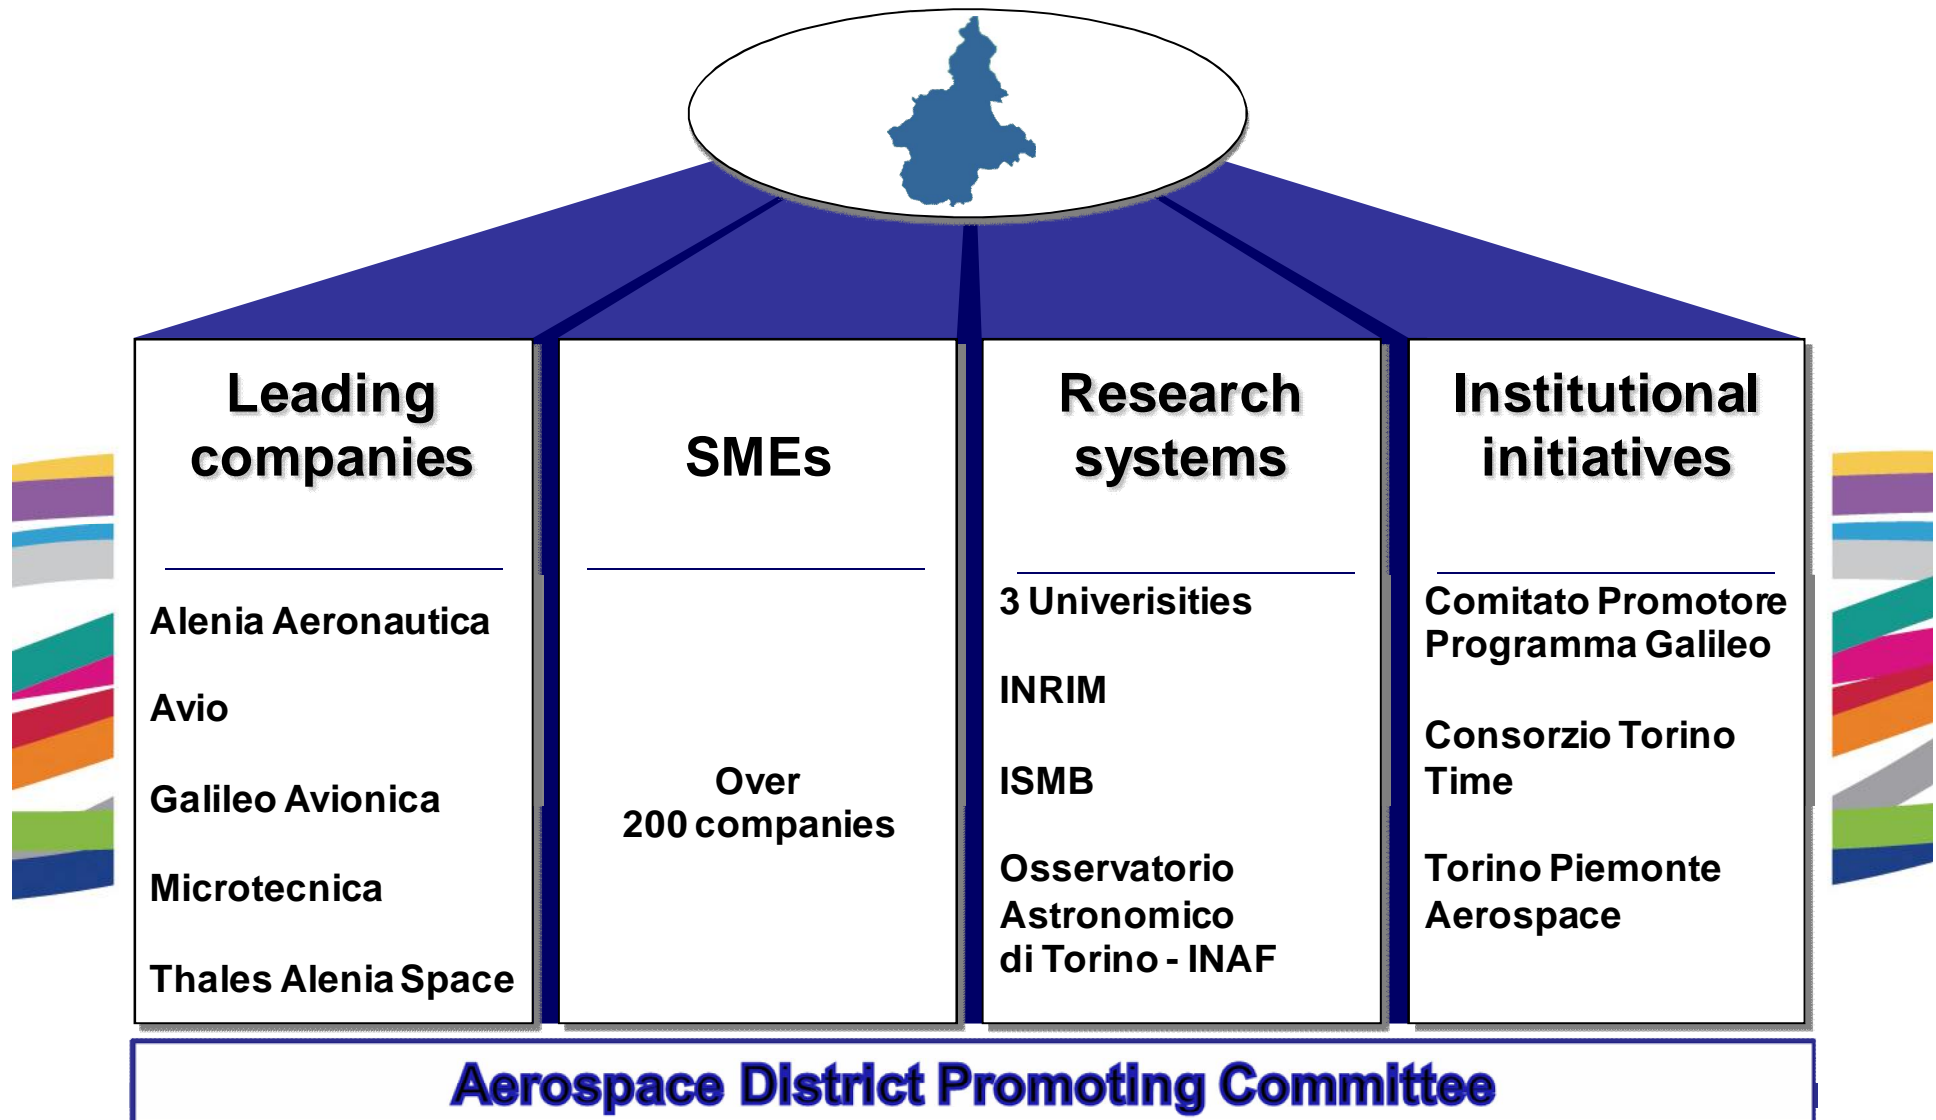 Leading
companies
Alenia Aeronautica
Avio
Galileo Avionica
Microtecnica
Thales Alenia Space
SMEs
Over
200 companies
Research
systems
3 Univerisities
INRIM
ISMB
Osservatorio
Astronomico
di Torino - INAF
Institutional
initiatives
Comitato Promotore
Programma Galileo
Consorzio Torino
Time
Torino Piemonte
Aerospace
Aerospace District Promoting Committee